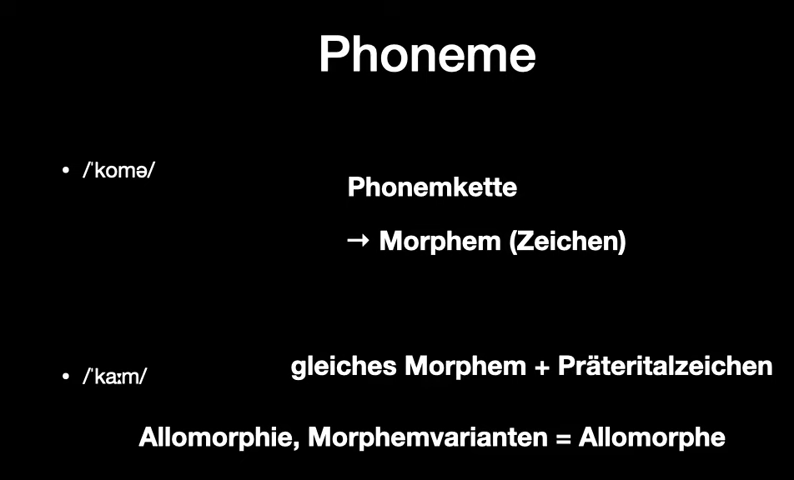 Phoneme
• /ˈkomə/
Phonemkette
→ Morphem (Zeichen)
gleiches Morphem + Präteritalzeichen
• /ˈkaːm/
Allomorphie, Morphemvarianten = Allomorphe